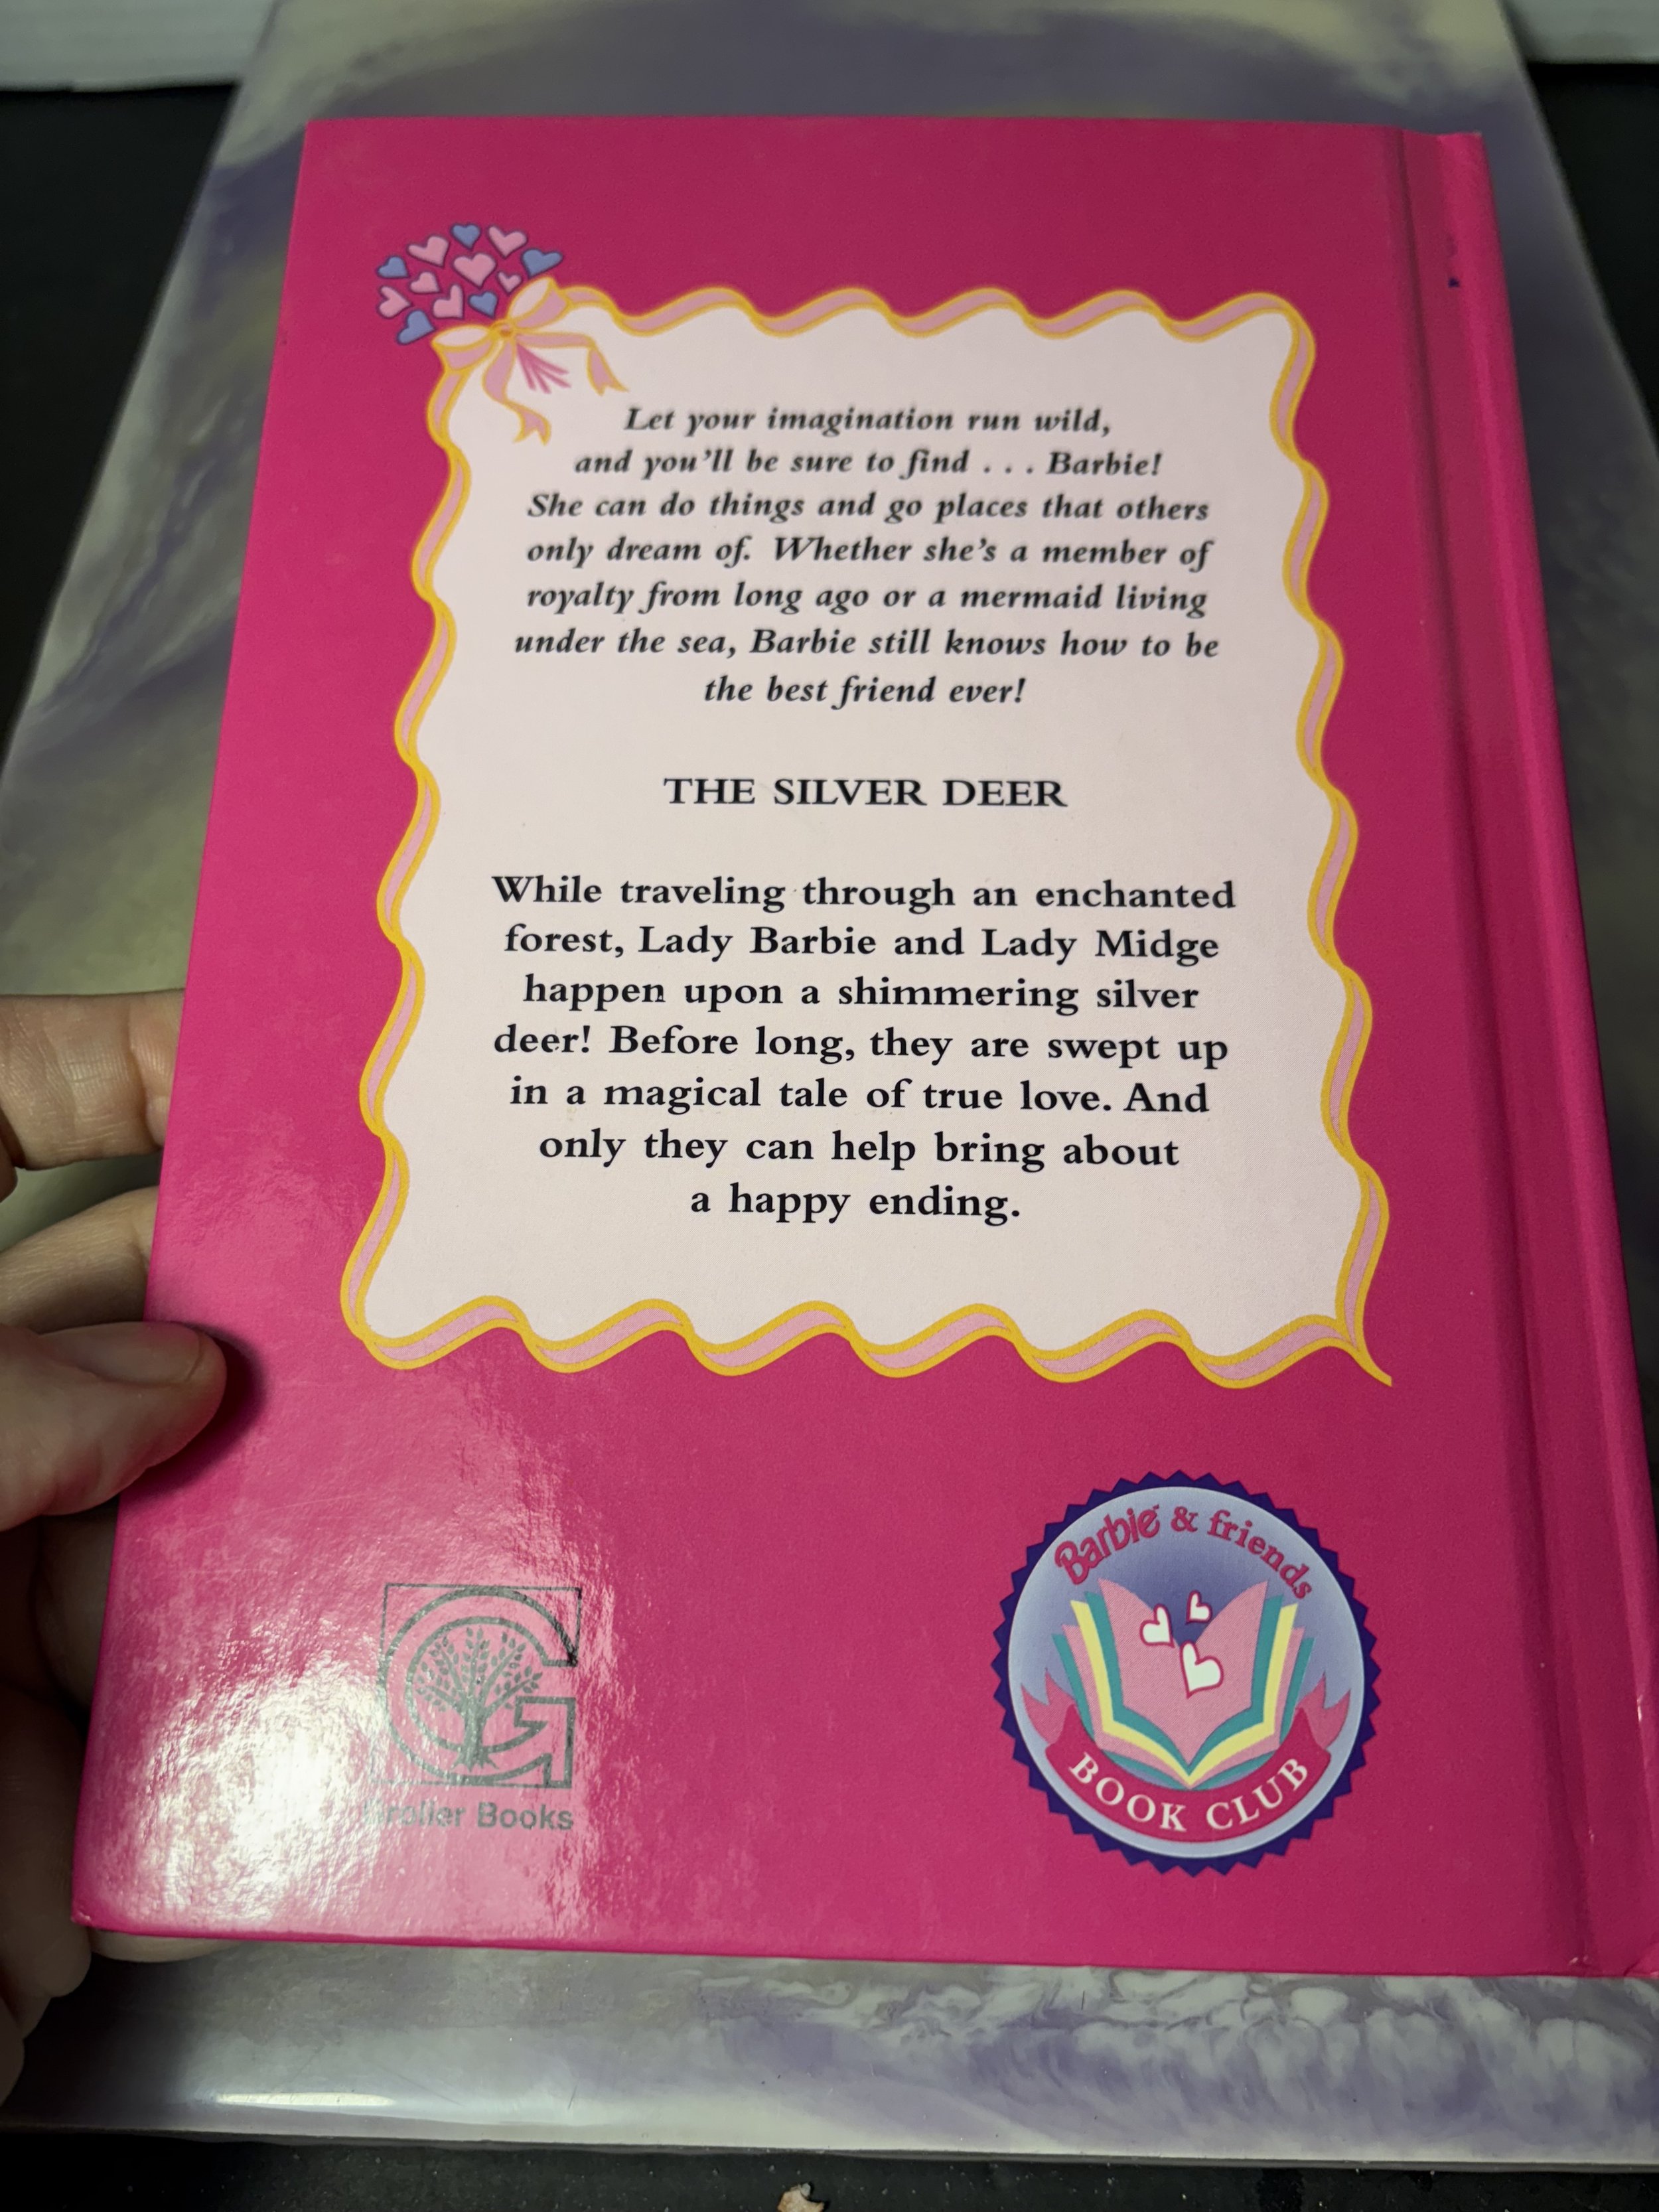 Let your imagination run wild,
and you'll be sure to find . . . Barbie!
She can do things and go places that others
only dream of. Whether she's a member of
royalty from long ago or a mermaid living
under the sea, Barbie still knows how to be
the best friend ever!
THE SILVER DEER
While traveling through an enchanted
forest, Lady Barbie and Lady Midge
happen upon a shimmering silver
deer! Before long, they are swept up
in a magical tale of true love. And
only they can help bring about
a happy ending.
Barbie & friends
BOOK CLUB
G
Grolier Books